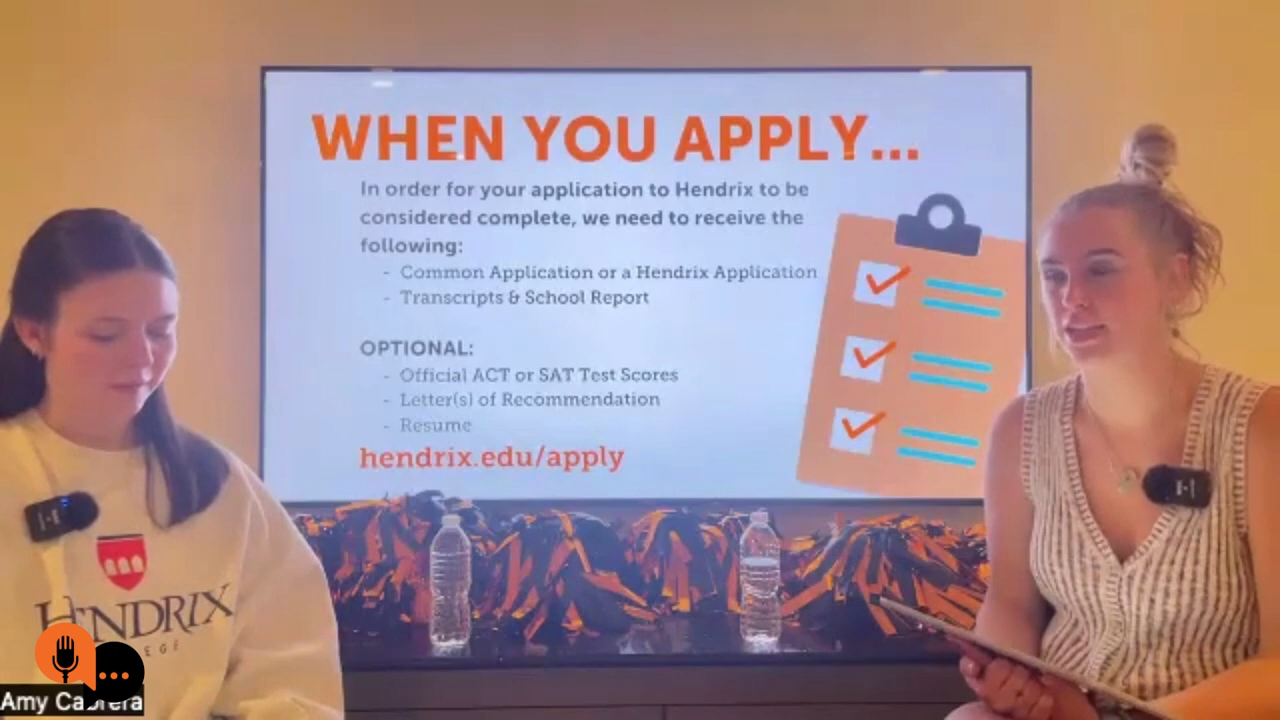 WHEN YOU APPLY...
In order for your application to Hendrix to be
considered complete, we need to receive the
following:
- Common Application or a Hendrix Application
- Transcripts & School Report
OPTIONAL:
- Official ACT or SAT Test Scores
- Letter(s) of Recommendation
- Resume
hendrix.edu/apply
HENDRIX
Amy Cabrera